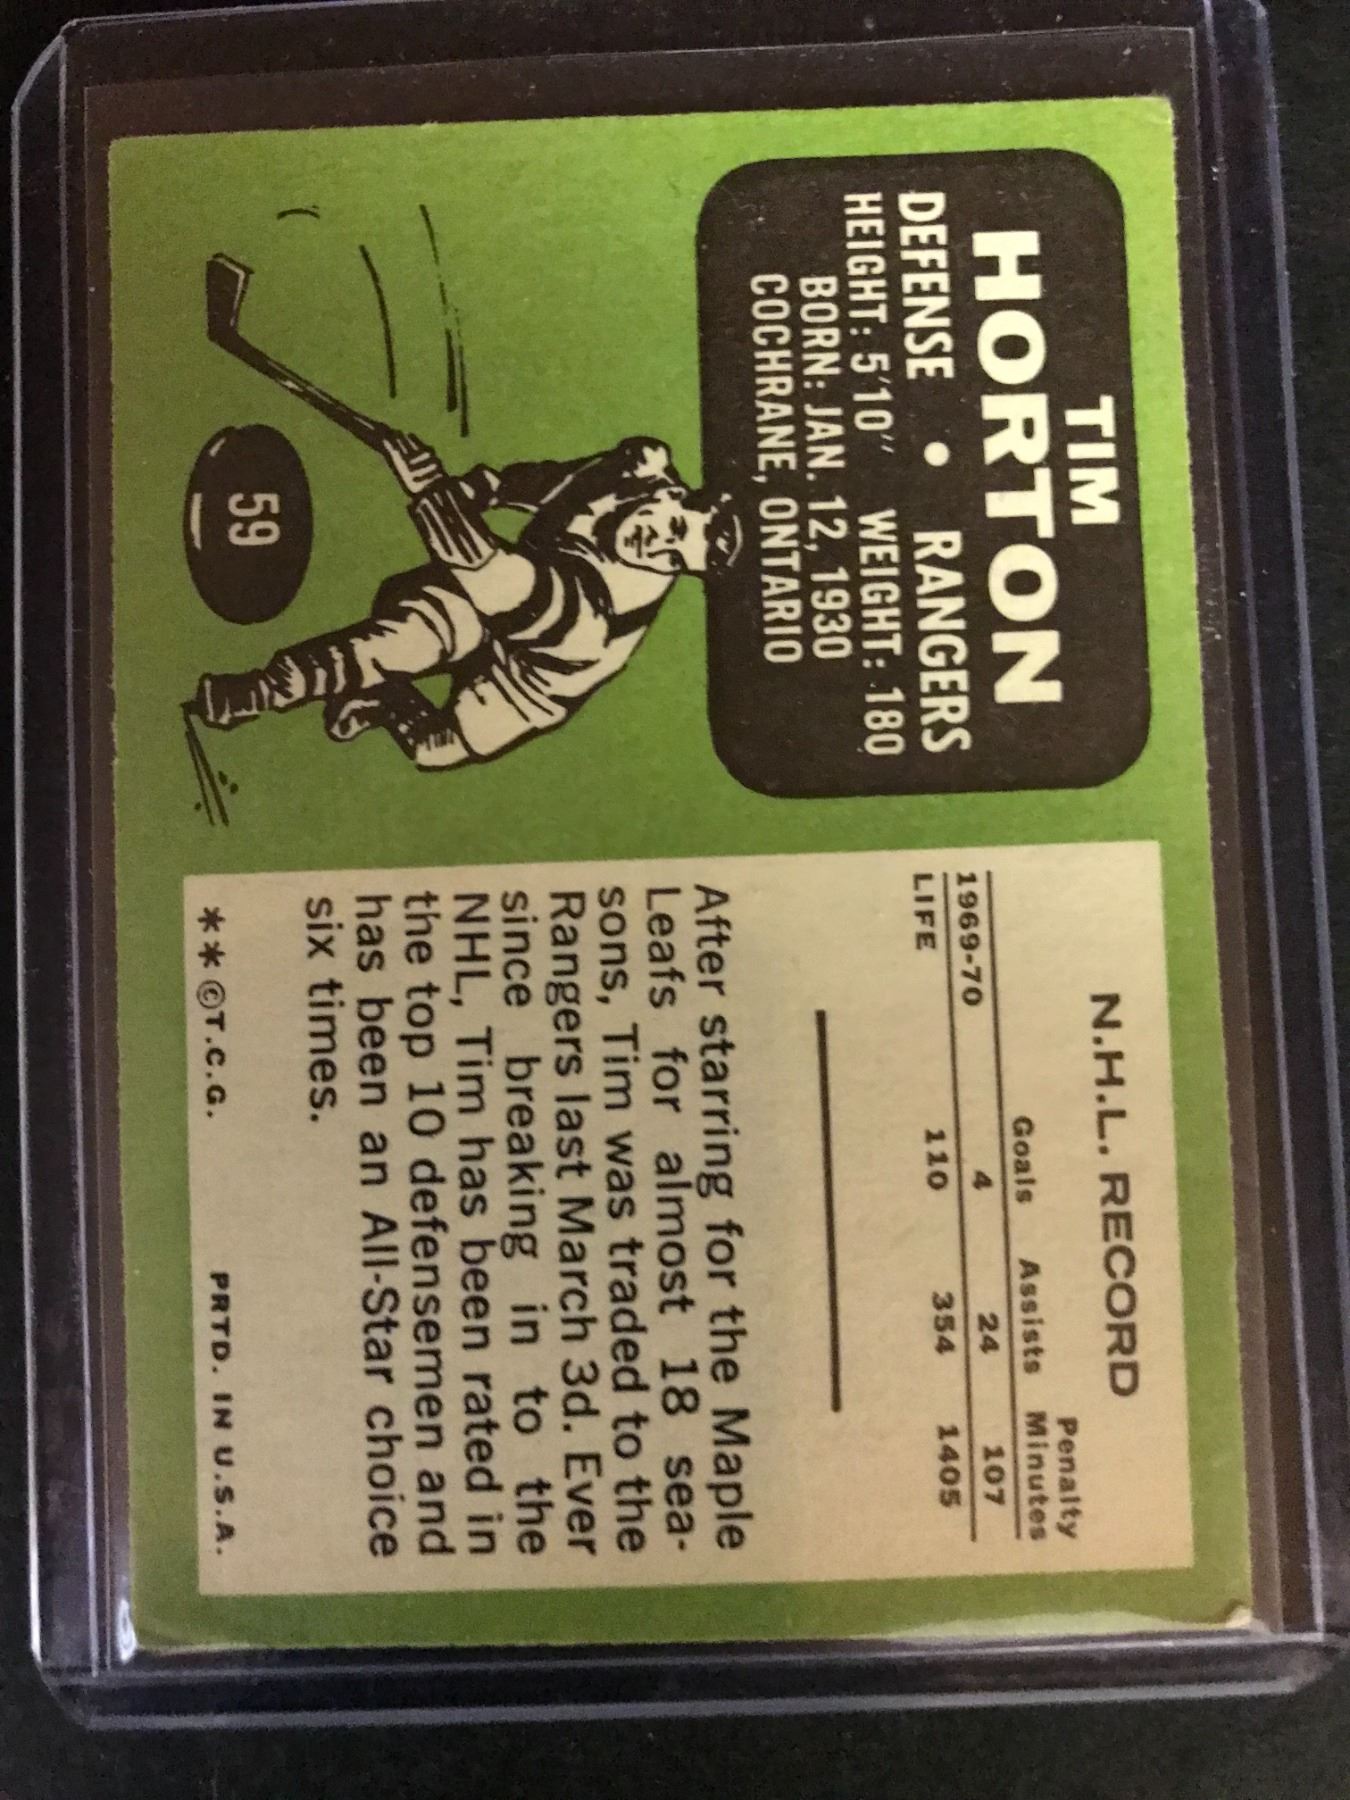 TIM
HORTON
DEFENSE • RANGERS
HEIGHT: 5'10" WEIGHT: 180
BORN: JAN. 12, 1930
COCHRANE, ONTARIO
59
N.H.L. RECORD
Penalty
Goals Assists Minutes
1969-70 4 24 107
LIFE 110 354 1405
After starring for the Maple
Leafs for almost 18 sea-
sons, Tim was traded to the
Rangers last March 3d. Ever
since breaking in to the
NHL, Tim has been rated in
the top 10 defensemen and
has been an All-Star choice
six times.
**©T.C.G. PRTD. IN U.S.A.